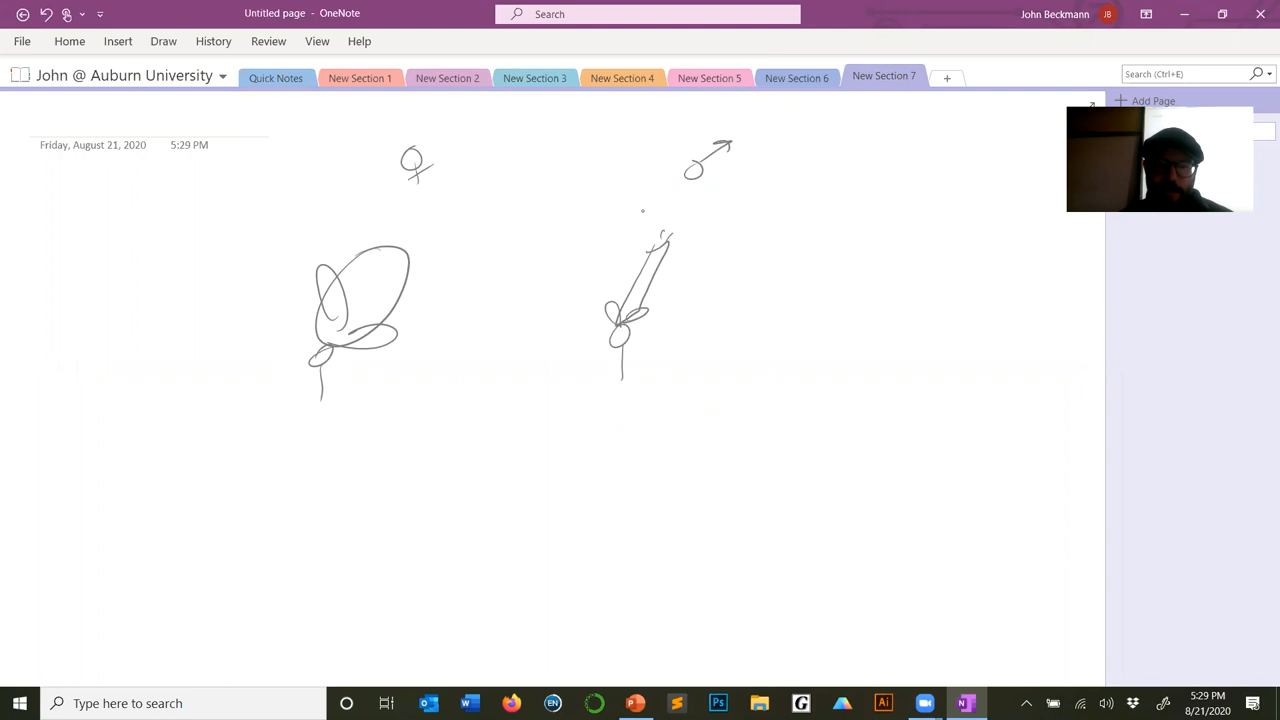 Untitled page - OneNote
Search
John Beckmann
JB
File Home Insert Draw History Review View Help
John @ Auburn University
Quick Notes New Section 1 New Section 2 New Section 3 New Section 4 New Section 5 New Section 6 New Section 7
Search (Ctrl+E)
Add Page
Friday, August 21, 2020 5:29 PM
♀ ♂
Type here to search
EN
Ps
G
Ai
N
5:29 PM
8/21/2020